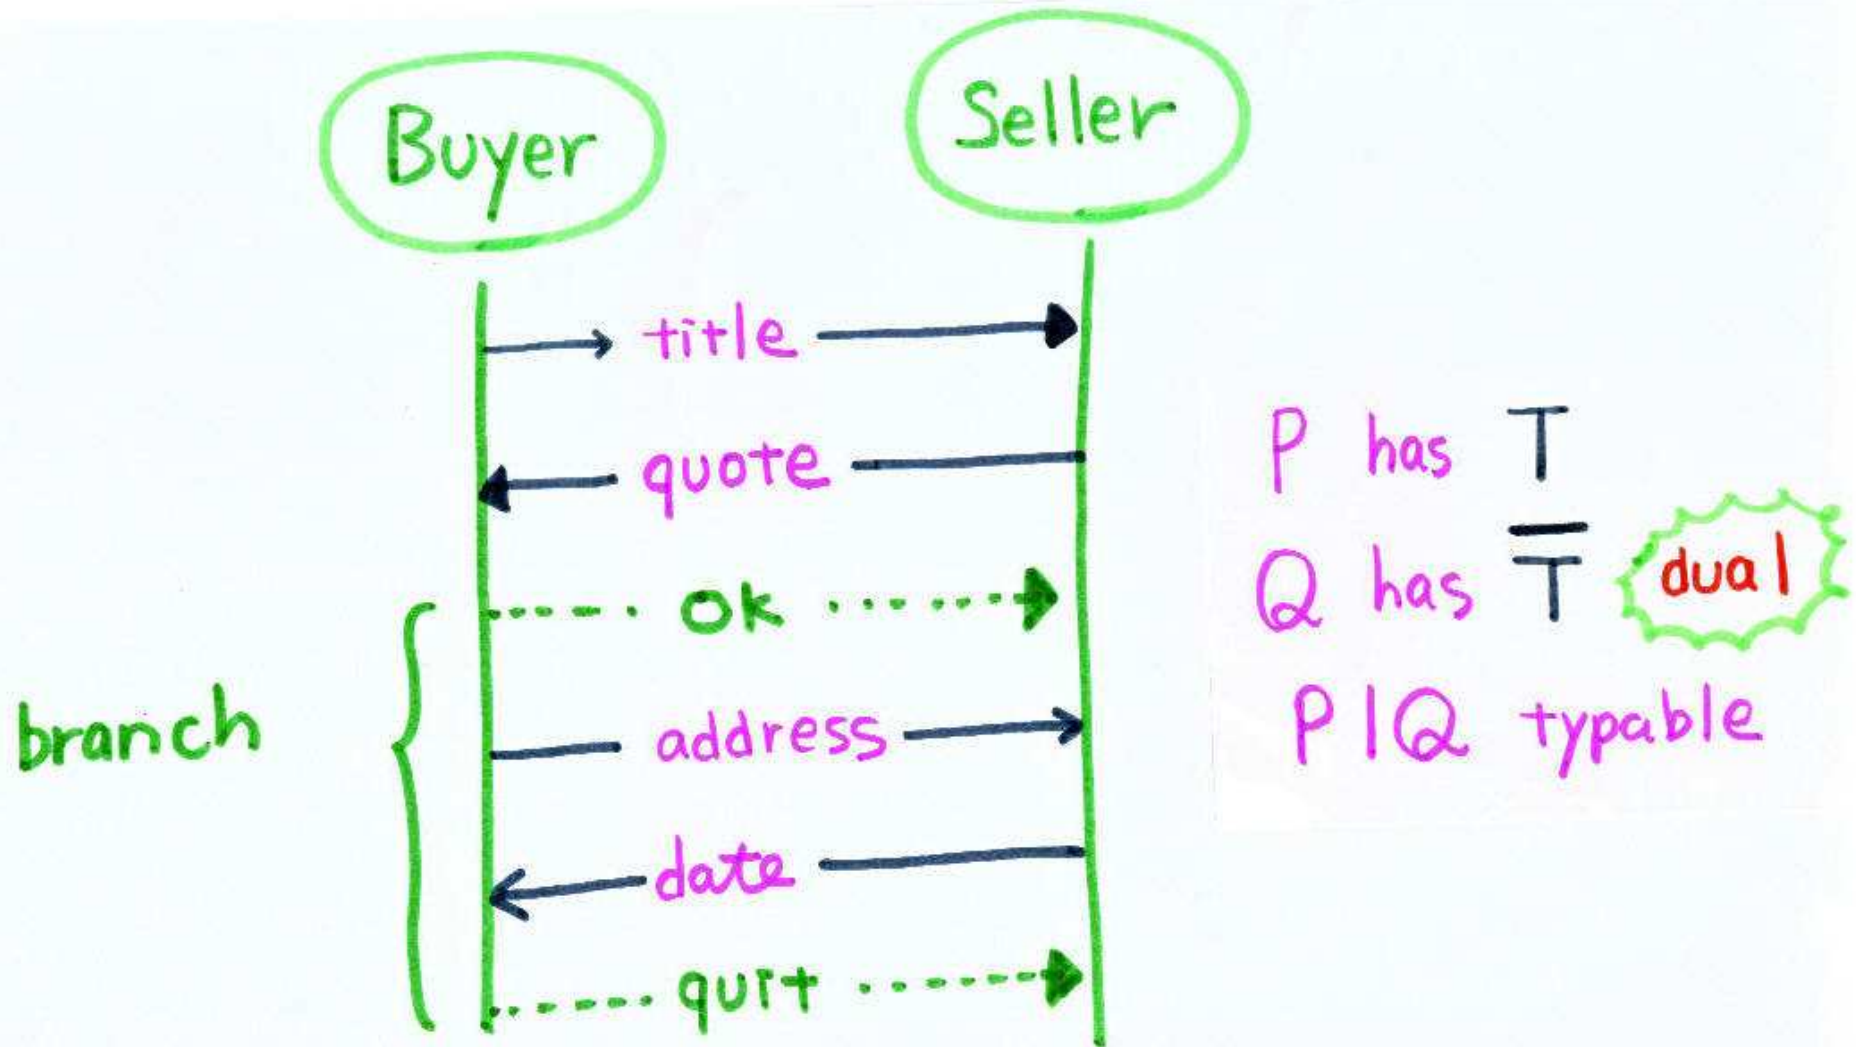 Buyer
Seller
title
quote
ok
address
date
quit
branch
P has T
Q has T̅
dual
P|Q typable